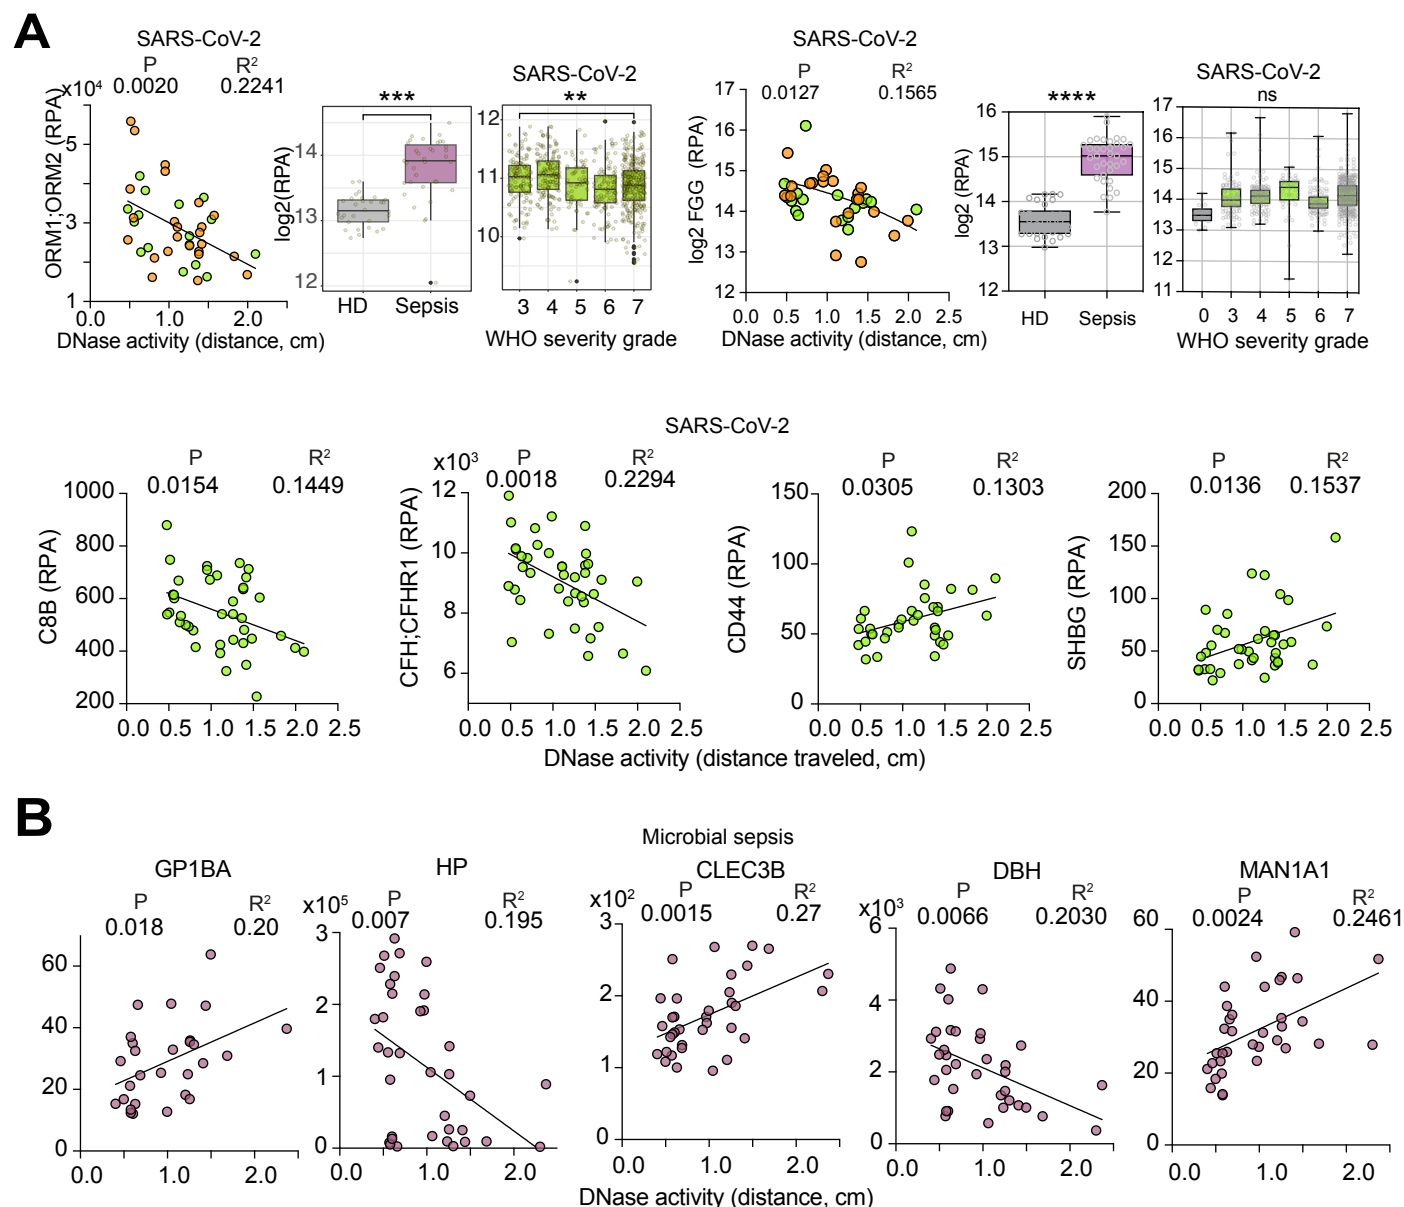 A
SARS-CoV-2
P R²
0.0020 0.2241
x10⁴
ORM1;ORM2 (RPA)
5
3
1
0.0 1.0 2.0
DNase activity (distance, cm)
***
log2(RPA)
14
13
12
HD Sepsis
SARS-CoV-2
**
12
11
10
3 4 5 6 7
WHO severity grade
SARS-CoV-2
P R²
0.0127 0.1565
log2 FGG (RPA)
17
16
15
14
13
12
0.0 0.5 1.0 1.5 2.0 2.5
DNase activity (distance, cm)
****
log2 (RPA)
16
15
14
13
12
HD Sepsis
SARS-CoV-2
ns
17
16
15
14
13
12
11
0 3 4 5 6 7
WHO severity grade
SARS-CoV-2
P R²
0.0154 0.1449
C8B (RPA)
1000
800
600
400
200
0.0 0.5 1.0 1.5 2.0 2.5
x10³
P R²
0.0018 0.2294
CFH;CFHR1 (RPA)
12
10
8
6
0.0 0.5 1.0 1.5 2.0 2.5
P R²
0.0305 0.1303
CD44 (RPA)
150
100
50
0
0.0 0.5 1.0 1.5 2.0 2.5
P R²
0.0136 0.1537
SHBG (RPA)
200
150
100
50
0
0.0 0.5 1.0 1.5 2.0 2.5
DNase activity (distance traveled, cm)
B
Microbial sepsis
GP1BA
P R²
0.018 0.20
60
40
20
0
0.0 1.0 2.0
HP
x10⁵
P R²
0.007 0.195
3
2
1
0
0.0 1.0 2.0
CLEC3B
x10²
P R²
0.0015 0.27
3
2
1
0
0.0 1.0 2.0
DBH
x10³
P R²
0.0066 0.2030
6
4
2
0
0.0 1.0 2.0
MAN1A1
P R²
0.0024 0.2461
60
40
20
0
0.0 1.0 2.0
DNase activity (distance, cm)